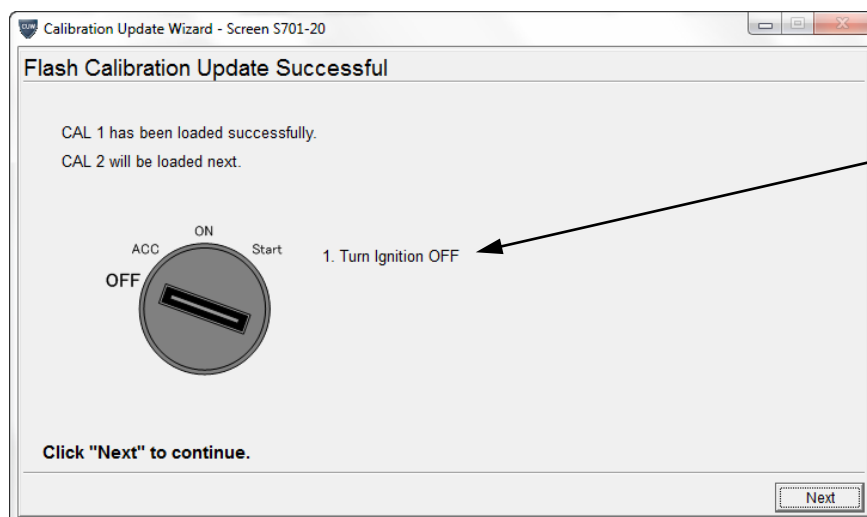 CUW
Calibration Update Wizard - Screen S701-20
Flash Calibration Update Successful
CAL 1 has been loaded successfully.
CAL 2 will be loaded next.
ON
ACC
Start
OFF
1. Turn Ignition OFF
Click "Next" to continue.
Next